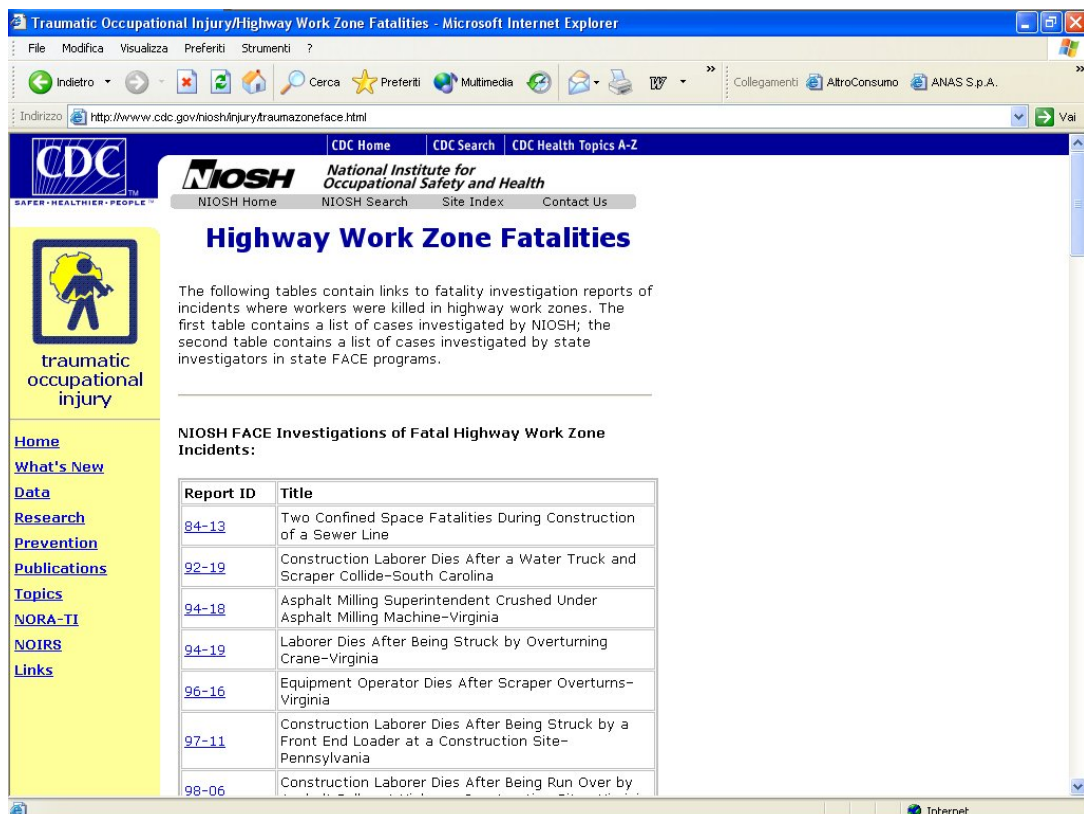 Traumatic Occupational Injury/Highway Work Zone Fatalities - Microsoft Internet Explorer
File Modifica Visualizza Preferiti Strumenti ?
Indietro Cerca Preferiti Multimedia W » Collegamenti AltroConsumo ANAS S.p.A. »
Indirizzo http://www.cdc.gov/niosh/injury/traumazoneface.html Vai
CDC Home CDC Search CDC Health Topics A-Z
CDC TM
SAFER·HEALTHIER·PEOPLE™
NIOSH National Institute for
Occupational Safety and Health
NIOSH Home NIOSH Search Site Index Contact Us
Highway Work Zone Fatalities
The following tables contain links to fatality investigation reports of
incidents where workers were killed in highway work zones. The
first table contains a list of cases investigated by NIOSH; the
second table contains a list of cases investigated by state
investigators in state FACE programs.
traumatic
occupational
injury
Home
What's New
Data
Research
Prevention
Publications
Topics
NORA-TI
NOIRS
Links
NIOSH FACE Investigations of Fatal Highway Work Zone
Incidents:
Report ID Title
84-13 Two Confined Space Fatalities During Construction
of a Sewer Line
92-19 Construction Laborer Dies After a Water Truck and
Scraper Collide–South Carolina
94-18 Asphalt Milling Superintendent Crushed Under
Asphalt Milling Machine–Virginia
94-19 Laborer Dies After Being Struck by Overturning
Crane–Virginia
96-16 Equipment Operator Dies After Scraper Overturns–
Virginia
97-11 Construction Laborer Dies After Being Struck by a
Front End Loader at a Construction Site–
Pennsylvania
98-06 Construction Laborer Dies After Being Run Over by
Internet